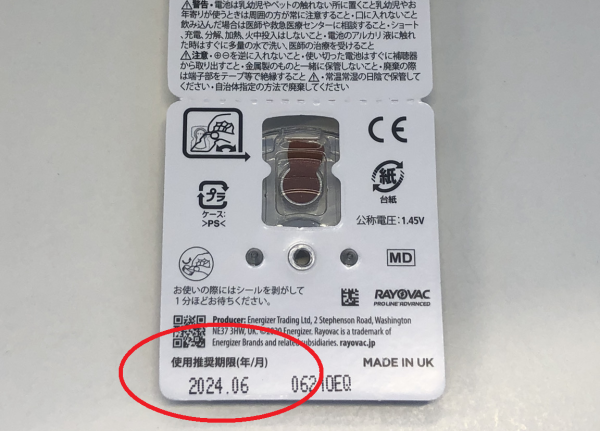 ⚠警告・電池は乳幼児やペットの触れない所に置くこと乳幼児やお
年寄りが使うときは周囲の方が常に注意すること・口に入れないこと
飲み込んだ場合は医師や救急医療センターに相談すること・ショート
、充電、分解、加熱、火中投入はしないこと・電池のアルカリ液に触れ
た時はすぐに多量の水で洗い、医師の治療を受けること
⚠注意・⊕⊖を逆に入れないこと・使い切った電池はすぐに補聴器
から取り出すこと・金属製のものと一緒に保管しないこと・廃棄の際
は端子部をテープ等で絶縁すること⚠・常温常湿の日陰で保管して
ください・自治体指定の方法で廃棄してください
CE
プラ
ケース:
>PS<
紙
台紙
公称電圧:1.45V
MD
お使いの際にはシールを剥がして
1分ほどお待ちください。
RAYOVAC
PROLINE ADVANCED
Producer: Energizer Trading Ltd, 2 Stephenson Road, Washington
NE37 3HW, UK. ©2020 Energizer. Rayovac is a trademark of
Energizer Brands and related subsidiaries. rayovac.jp
使用推奨期限(年/月)
MADE IN UK
2024.06
06210EQ